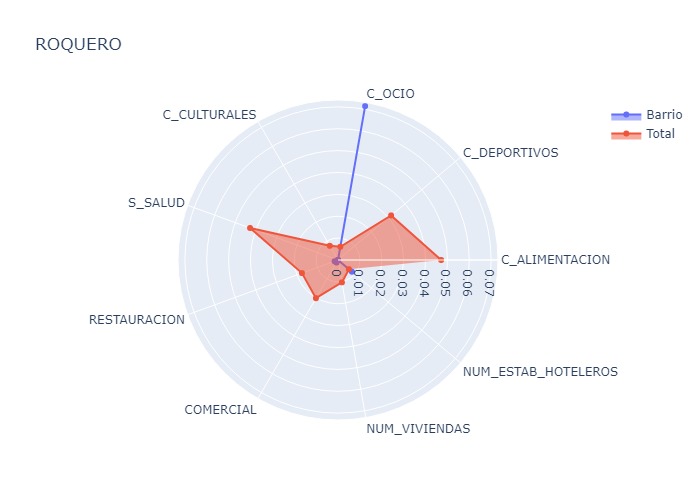 ROQUERO
C_OCIO
C_CULTURALES
C_DEPORTIVOS
S_SALUD
C_ALIMENTACION
RESTAURACION
COMERCIAL
NUM_VIVIENDAS
NUM_ESTAB_HOTELEROS
0
0.01
0.02
0.03
0.04
0.05
0.06
0.07
Barrio
Total